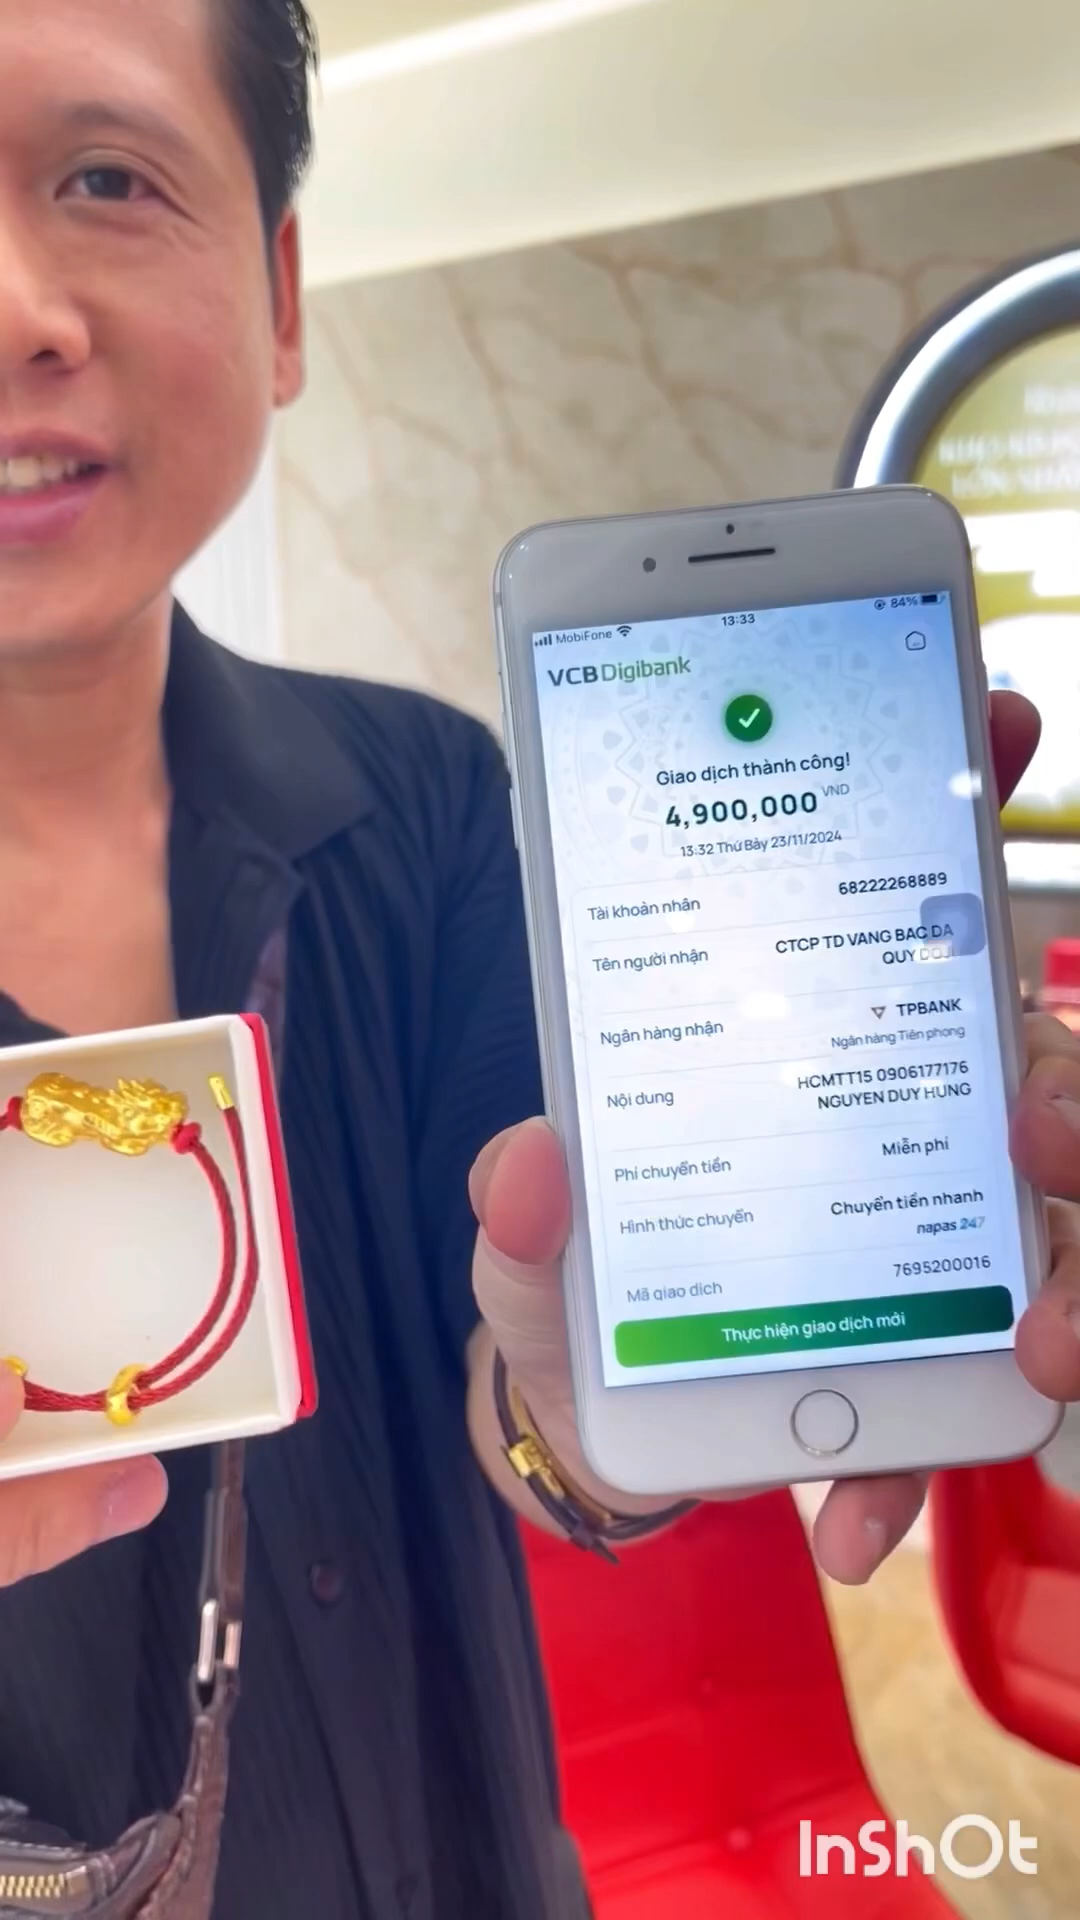 MobiFone
13:33
84%
VCB Digibank
Giao dịch thành công!
4,900,000 VND
13:32 Thứ Bảy 23/11/2024
Tài khoản nhận
68222268889
Tên người nhận
CTCP TD VANG BAC DA
QUY DOJI
Ngân hàng nhận
TPBANK
Ngân hàng Tiên phong
Nội dung
HCMTT15 0906177176
NGUYEN DUY HUNG
Phí chuyển tiền
Miễn phí
Hình thức chuyển
Chuyển tiền nhanh
napas 247
Mã giao dịch
7695200016
Thực hiện giao dịch mới
InShOt